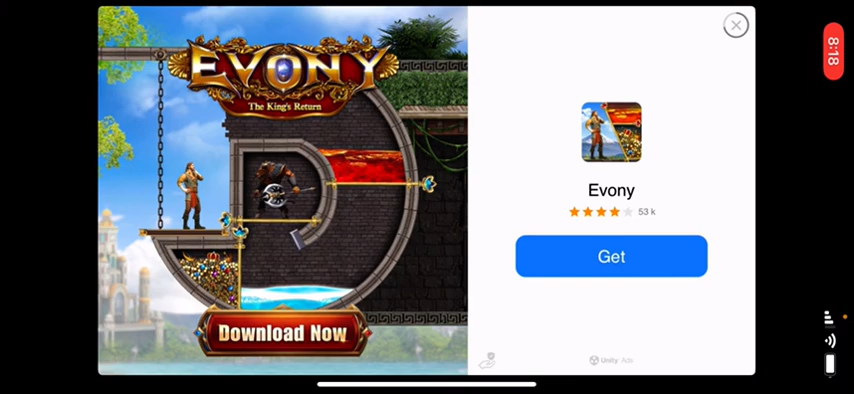 EVONY
The King's Return
Download Now
Evony
53 k
Get
Unity Ads
8:18